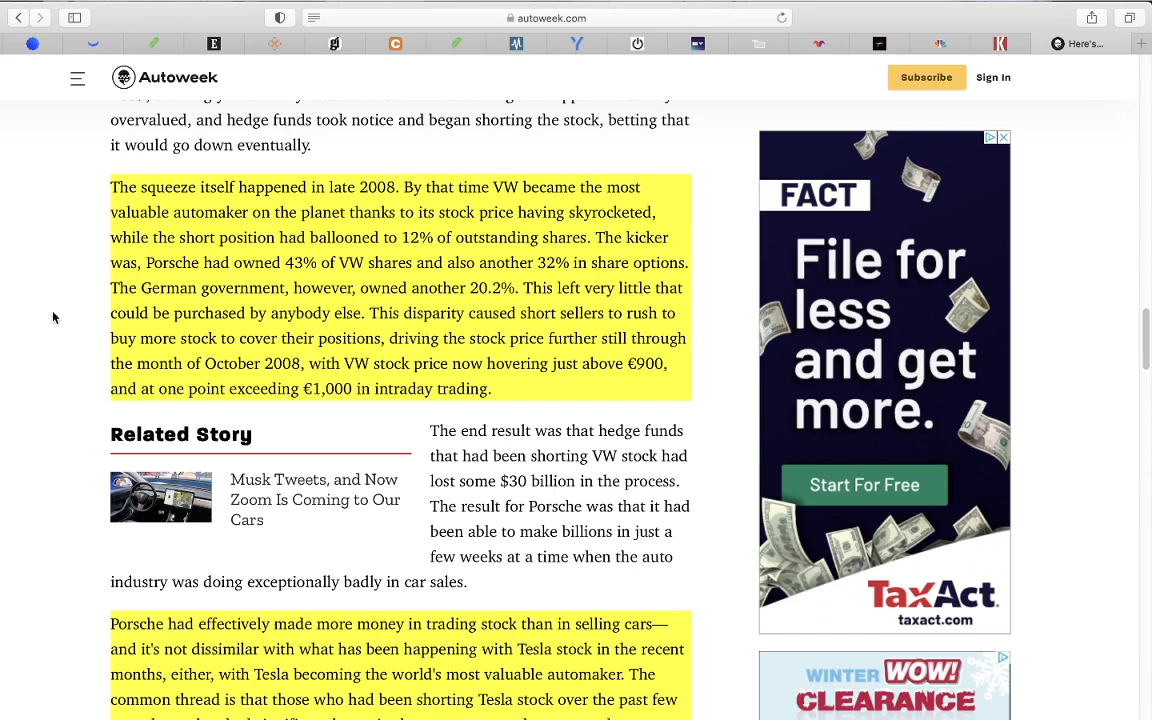 autoweek.com
Here's...
Autoweek
Subscribe
Sign In
overvalued, and hedge funds took notice and began shorting the stock, betting that
it would go down eventually.
The squeeze itself happened in late 2008. By that time VW became the most
valuable automaker on the planet thanks to its stock price having skyrocketed,
while the short position had ballooned to 12% of outstanding shares. The kicker
was, Porsche had owned 43% of VW shares and also another 32% in share options.
The German government, however, owned another 20.2%. This left very little that
could be purchased by anybody else. This disparity caused short sellers to rush to
buy more stock to cover their positions, driving the stock price further still through
the month of October 2008, with VW stock price now hovering just above €900,
and at one point exceeding €1,000 in intraday trading.
Related Story
Musk Tweets, and Now
Zoom Is Coming to Our
Cars
The end result was that hedge funds
that had been shorting VW stock had
lost some $30 billion in the process.
The result for Porsche was that it had
been able to make billions in just a
few weeks at a time when the auto
industry was doing exceptionally badly in car sales.
Porsche had effectively made more money in trading stock than in selling cars—
and it's not dissimilar with what has been happening with Tesla stock in the recent
months, either, with Tesla becoming the world's most valuable automaker. The
common thread is that those who had been shorting Tesla stock over the past few
FACT
File for
less
and get
more.
Start For Free
TaxAct.
taxact.com
WINTER WOW!
CLEARANCE